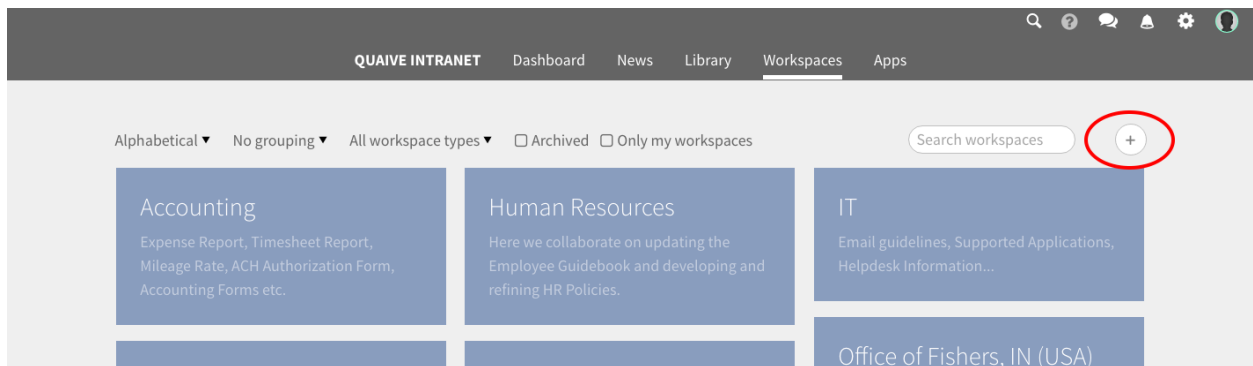 QUAIVE INTRANET Dashboard News Library Workspaces Apps
Alphabetical No grouping All workspace types Archived Only my workspaces Search workspaces +
Accounting
Expense Report, Timesheet Report,
Mileage Rate, ACH Authorization Form,
Accounting Forms etc.
Human Resources
Here we collaborate on updating the
Employee Guidebook and developing and
refining HR Policies.
IT
Email guidelines, Supported Applications,
Helpdesk Information...
Office of Fishers, IN (USA)